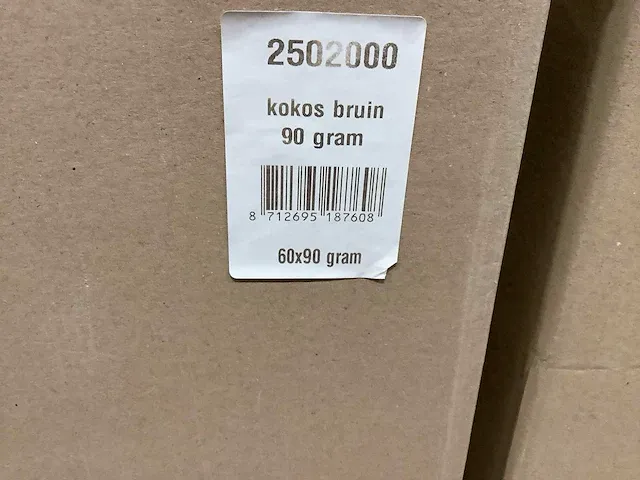 2502000
kokos bruin
90 gram
8 712695 187608
60x90 gram